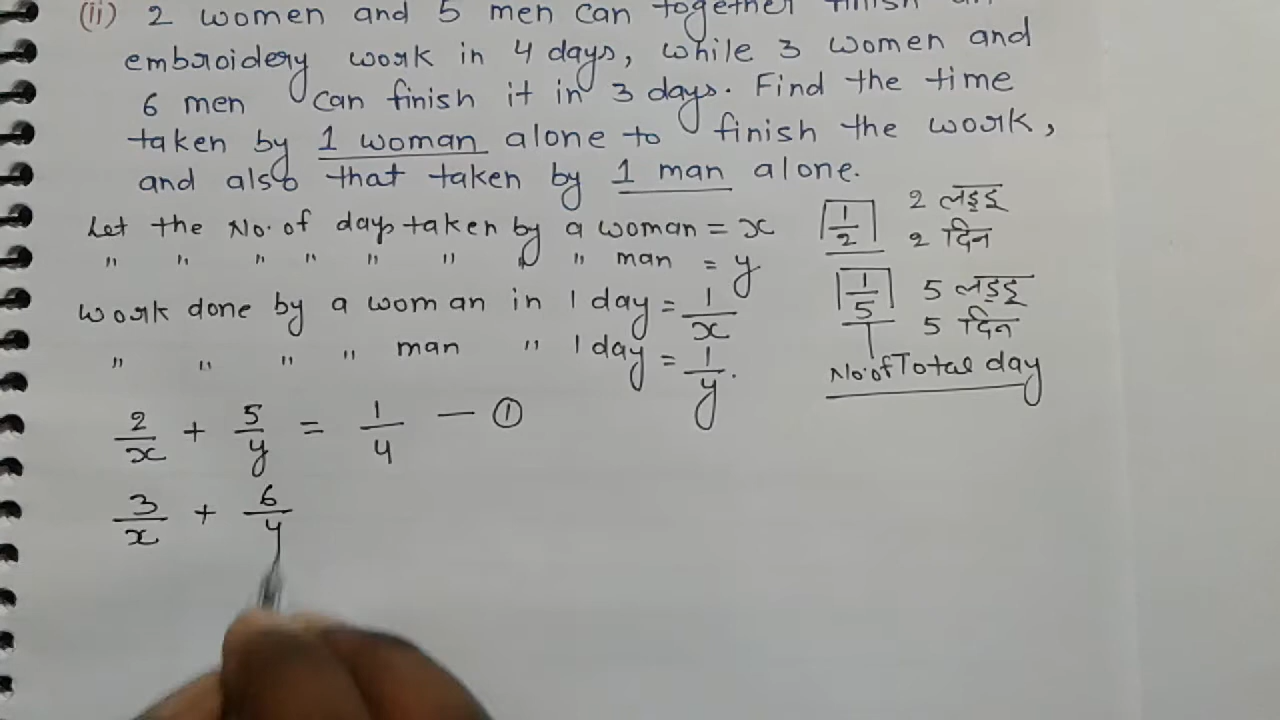 (ii) 2 women and 5 men can together finish an
embroidery work in 4 days, while 3 women and
6 men can finish it in 3 days. Find the time
taken by 1 woman alone to finish the work,
and also that taken by 1 man alone.
Let the No. of days taken by a woman = x
" " " " " " " " man = y
work done by a woman in 1 day = 1/x
" " " " man " 1 day = 1/y.
2/x + 5/y = 1/4 — ①
3/x + 6/y
1/2 2 लड्डू
2 दिन
1/5 5 लड्डू
5 दिन
No. of Total day